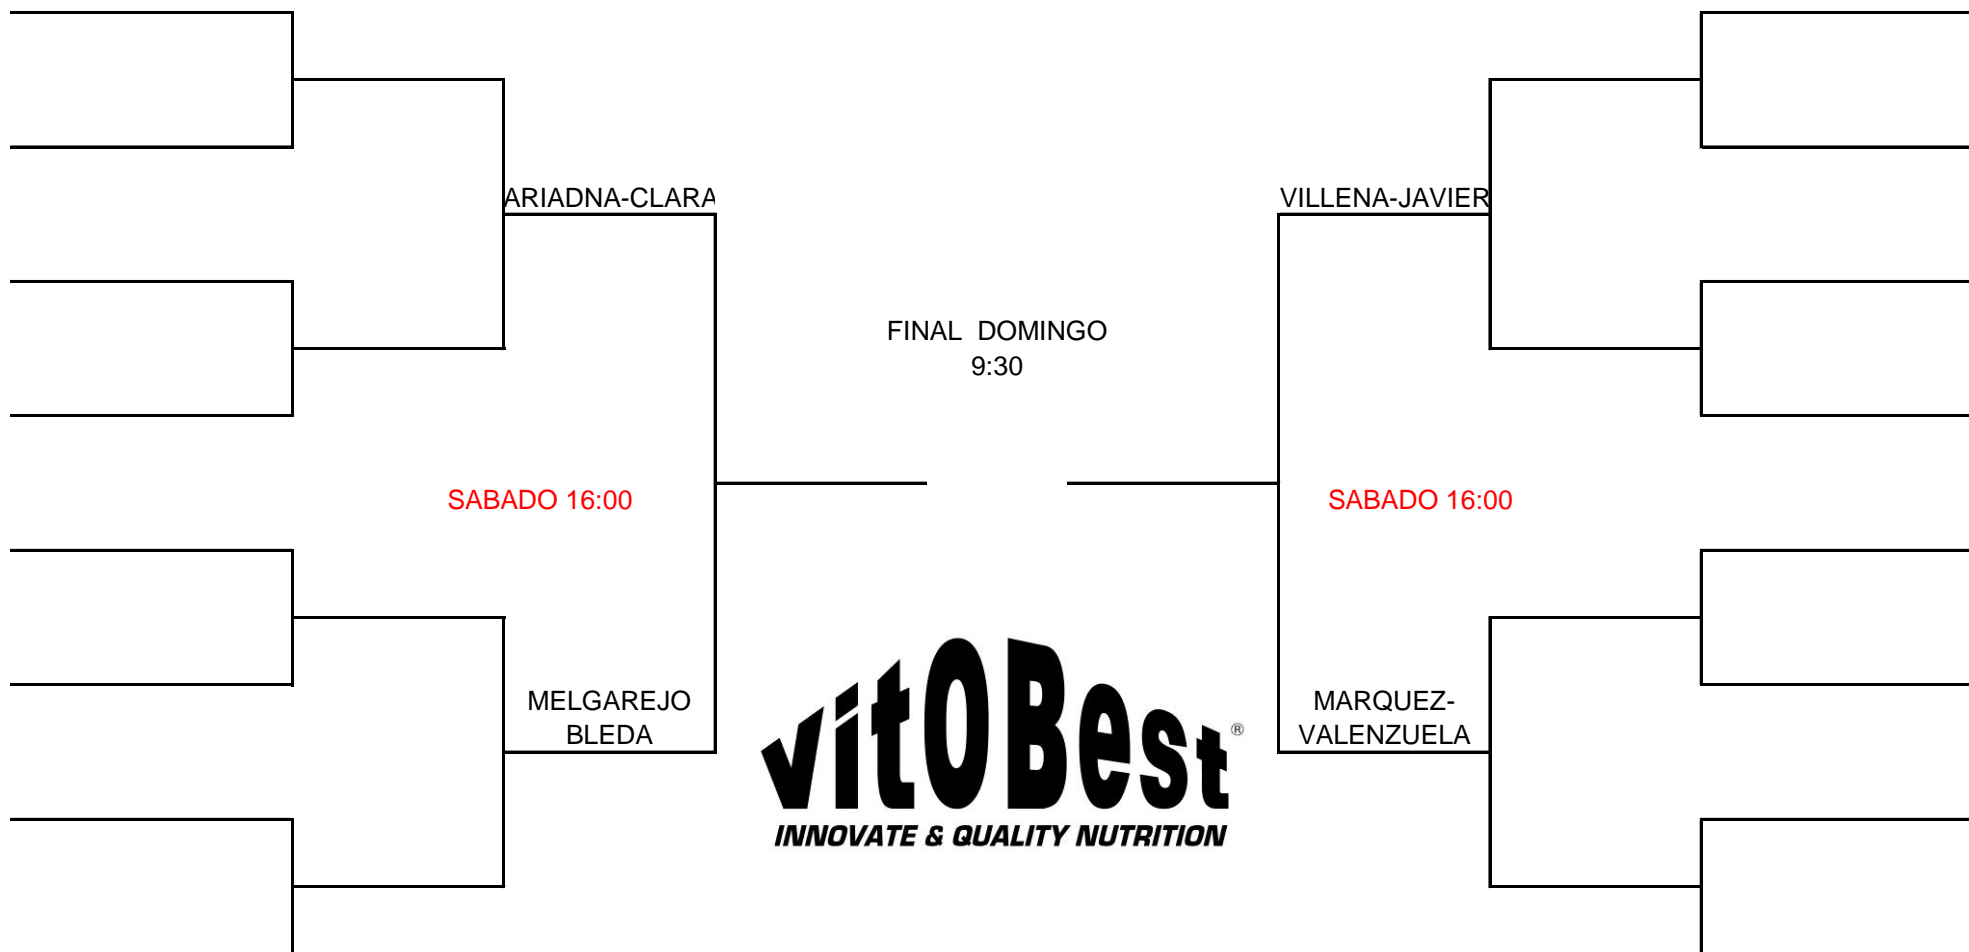 ARIADNA-CLARA
VILLENA-JAVIER
FINAL DOMINGO
9:30
SABADO 16:00
SABADO 16:00
MELGAREJO
BLEDA
MARQUEZ-
VALENZUELA
vitOBest®
INNOVATE & QUALITY NUTRITION